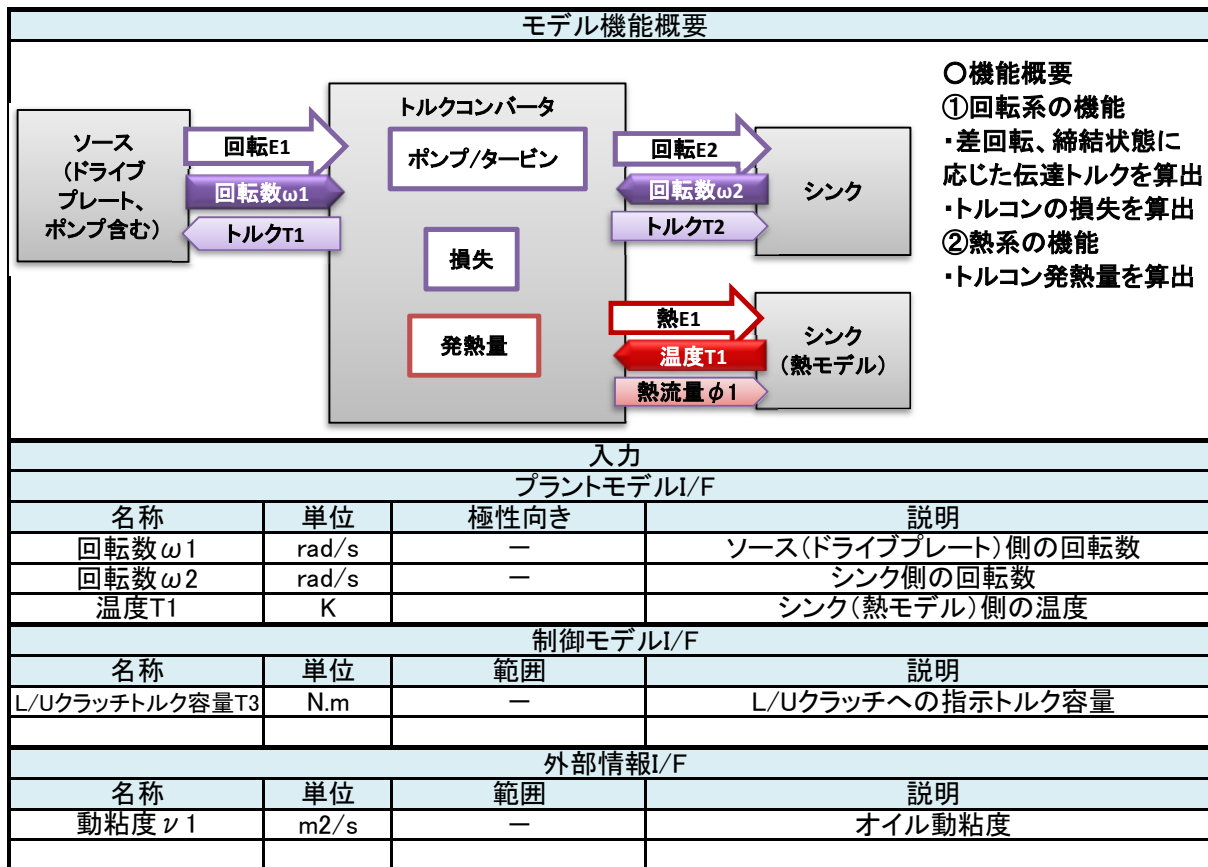 モデル機能概要
ソース
(ドライブ
プレート、
ポンプ含む)
回転E1
回転数ω1
トルクT1
トルクコンバータ
ポンプ/タービン
損失
発熱量
回転E2
回転数ω2
トルクT2
シンク
熱E1
温度T1
熱流量φ1
シンク
(熱モデル)
〇機能概要
①回転系の機能
・差回転、締結状態に
応じた伝達トルクを算出
・トルコンの損失を算出
②熱系の機能
・トルコン発熱量を算出
入力
プラントモデルI/F
名称 単位 極性向き 説明
回転数ω1 rad/s － ソース(ドライブプレート)側の回転数
回転数ω2 rad/s － シンク側の回転数
温度T1 K シンク(熱モデル)側の温度
制御モデルI/F
名称 単位 範囲 説明
L/Uクラッチトルク容量T3 N.m － L/Uクラッチへの指示トルク容量
外部情報I/F
名称 単位 範囲 説明
動粘度ν1 m2/s － オイル動粘度